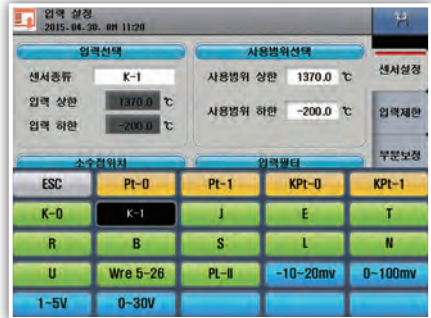 입력 설정
2015.04.30. AM 11:20
입력선택
사용범위선택
센서종류 K-1
사용범위 상한 1370.0 ℃
센서설정
입력 상한 1370.0 ℃
사용범위 하한 -200.0 ℃
입력제한
입력 하한 -200.0 ℃
소수점위치
입력필터
부분보정
ESC Pt-0 Pt-1 KPt-0 KPt-1
K-0 K-1 J E T
R B S L N
U Wre 5-26 PL-Ⅱ -10~20mv 0~100mv
1~5V 0~30V